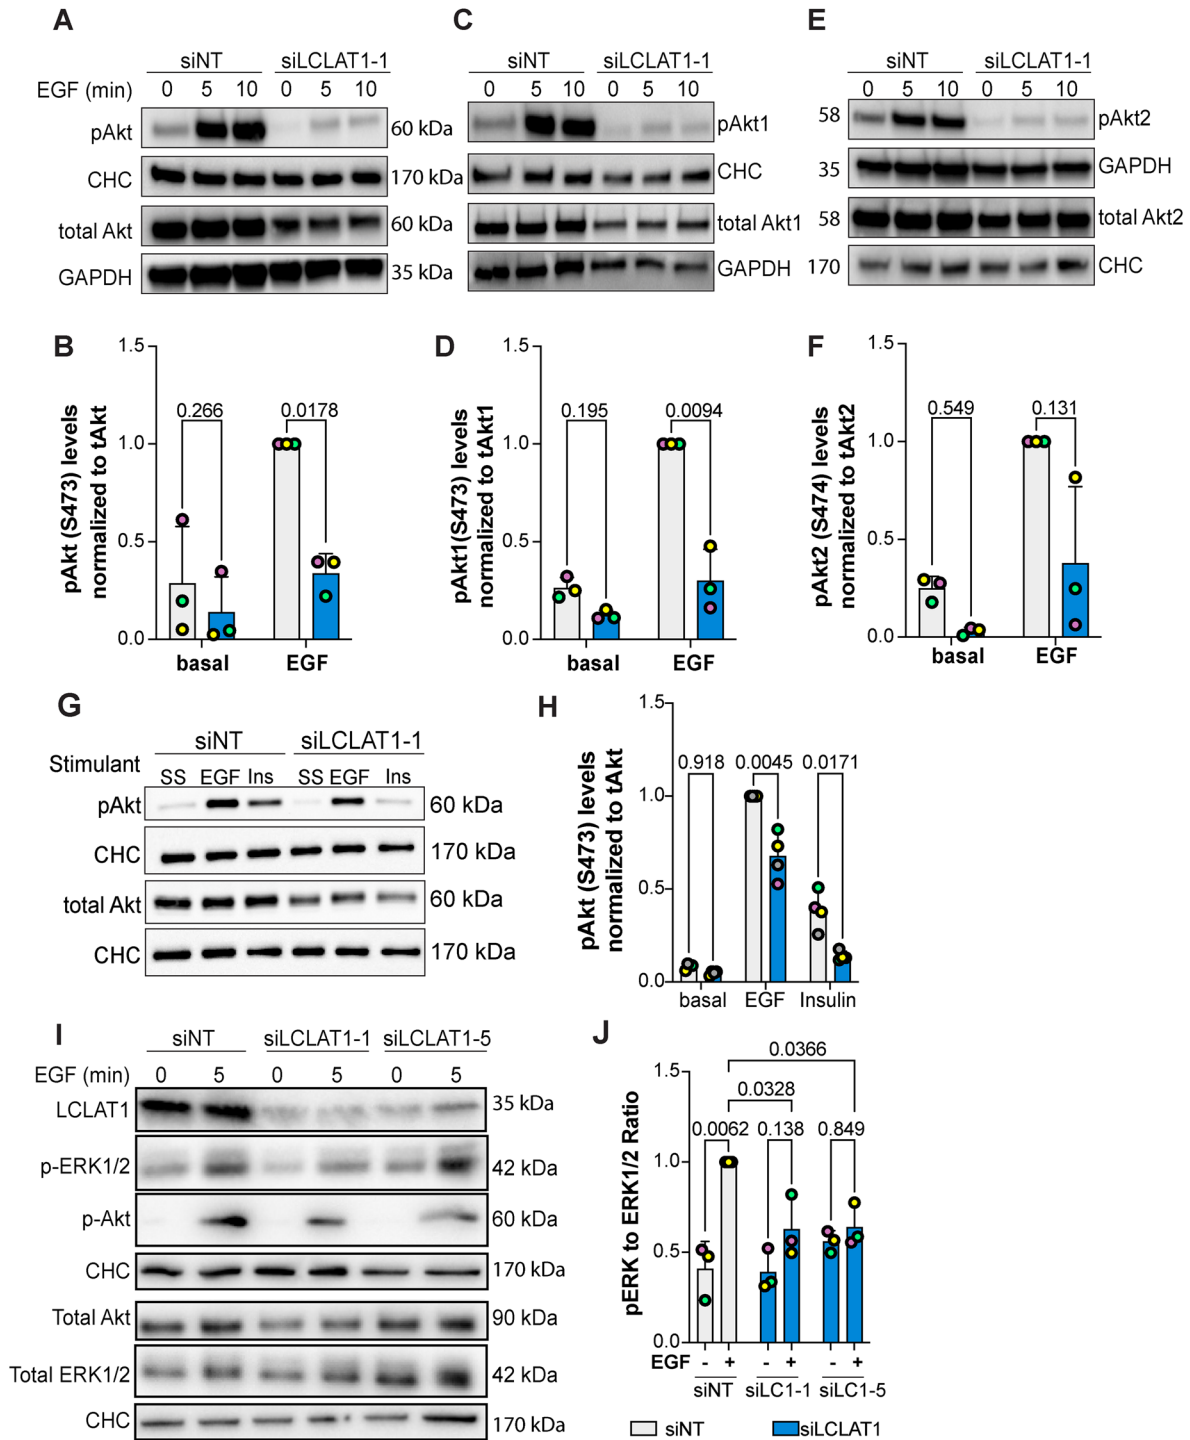 A
siNT siLCLAT1-1
EGF (min) 0 5 10 0 5 10
pAkt 60 kDa
CHC 170 kDa
total Akt 60 kDa
GAPDH 35 kDa
C
siNT siLCLAT1-1
0 5 10 0 5 10
pAkt1
CHC
total Akt1
GAPDH
E
siNT siLCLAT1-1
0 5 10 0 5 10
58 pAkt2
35 GAPDH
58 total Akt2
170 CHC
B
pAkt (S473) levels
normalized to tAkt
1.5
1.0
0.5
0.0
0.266 0.0178
basal EGF
D
pAkt1(S473) levels
normalized to tAkt1
1.5
1.0
0.5
0.0
0.195 0.0094
basal EGF
F
pAkt2 (S474) levels
normalized to tAkt2
1.5
1.0
0.5
0.0
0.549 0.131
basal EGF
G
siNT siLCLAT1-1
Stimulant
SS EGF Ins SS EGF Ins
pAkt 60 kDa
CHC 170 kDa
total Akt 60 kDa
CHC 170 kDa
H
pAkt (S473) levels
normalized to tAkt
1.5
1.0
0.5
0.0
0.918 0.0045 0.0171
basal EGF Insulin
I
siNT siLCLAT1-1 siLCLAT1-5
EGF (min) 0 5 0 5 0 5
LCLAT1 35 kDa
p-ERK1/2 42 kDa
p-Akt 60 kDa
CHC 170 kDa
Total Akt 90 kDa
Total ERK1/2 42 kDa
CHC 170 kDa
J
pERK to ERK1/2 Ratio
1.5
1.0
0.5
0.0
0.0366
0.0328
0.0062 0.138 0.849
EGF - + - + - +
siNT siLC1-1 siLC1-5
siNT siLCLAT1